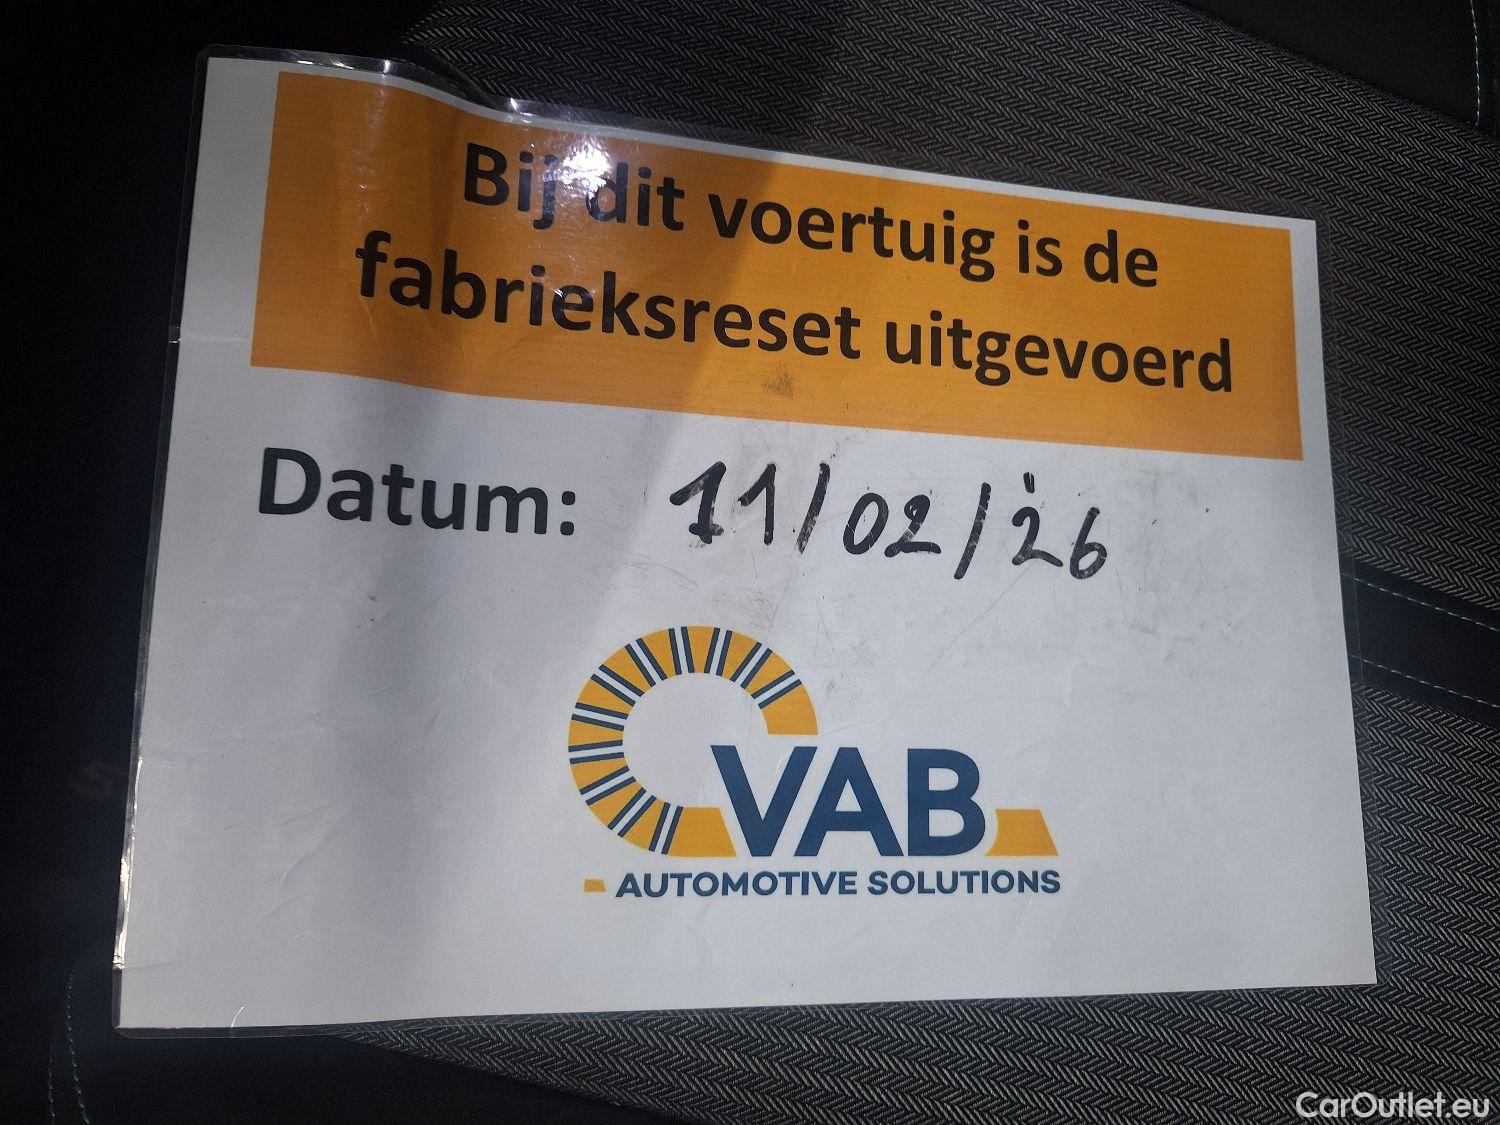 Bij dit voertuig is de
fabrieksreset uitgevoerd
Datum: 11/02/'26
VAB
AUTOMOTIVE SOLUTIONS
CarOutlet.eu